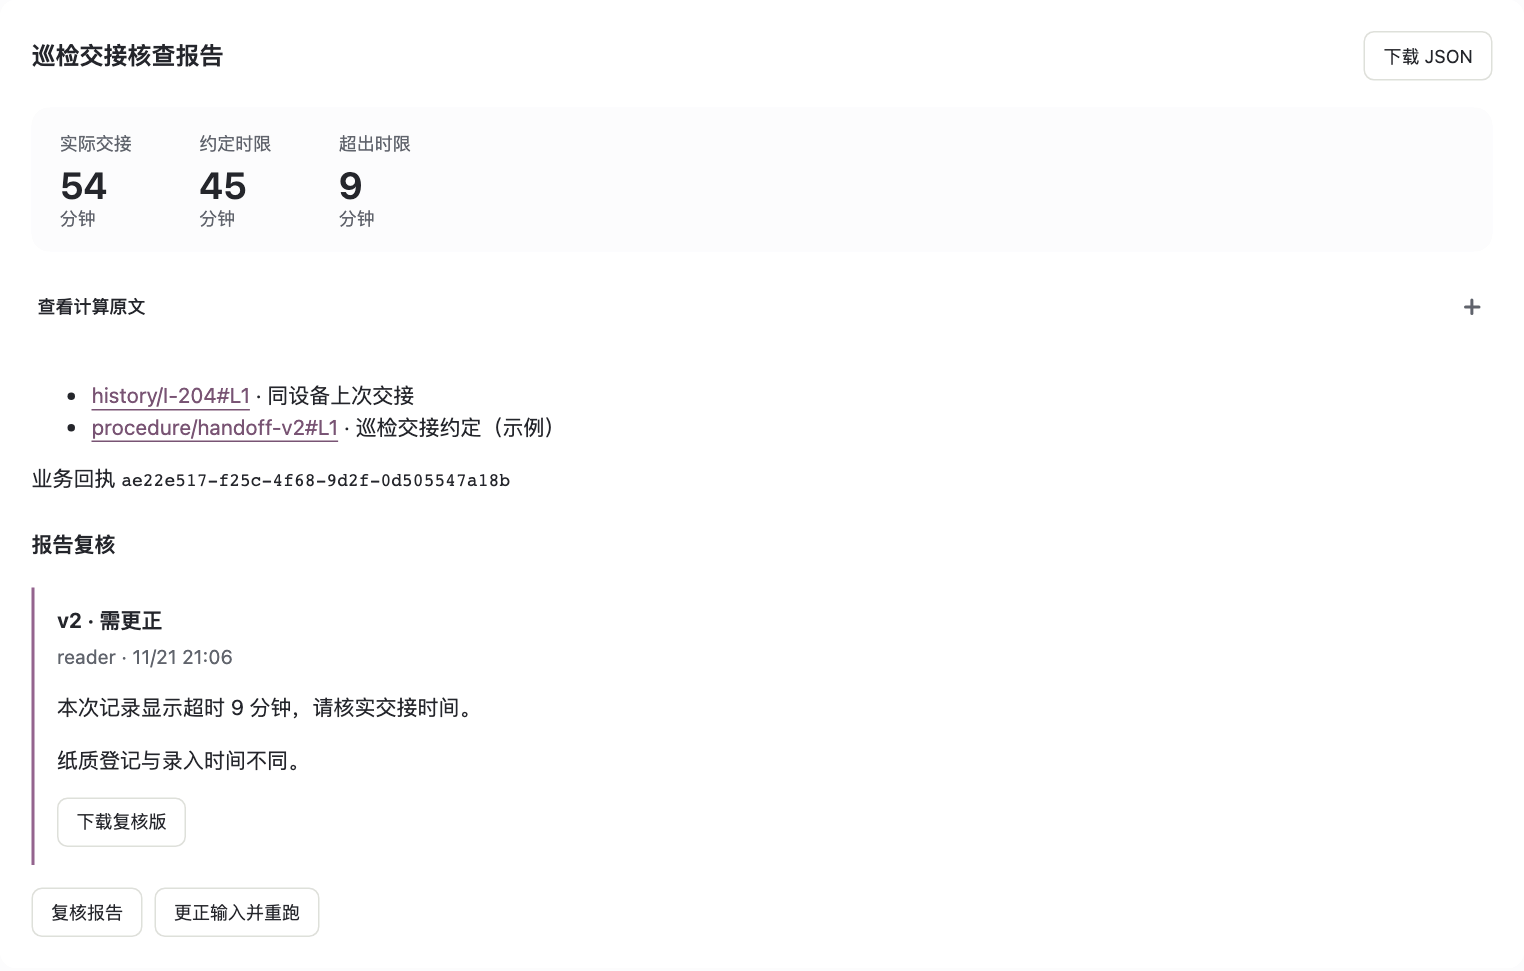 巡检交接核查报告
下载 JSON
实际交接
约定时限
超出时限
54
45
9
分钟
分钟
分钟
查看计算原文
history/I-204#L1 · 同设备上次交接
procedure/handoff-v2#L1 · 巡检交接约定（示例）
业务回执 ae22e517-f25c-4f68-9d2f-0d505547a18b
报告复核
v2 · 需更正
reader · 11/21 21:06
本次记录显示超时 9 分钟，请核实交接时间。
纸质登记与录入时间不同。
下载复核版
复核报告
更正输入并重跑